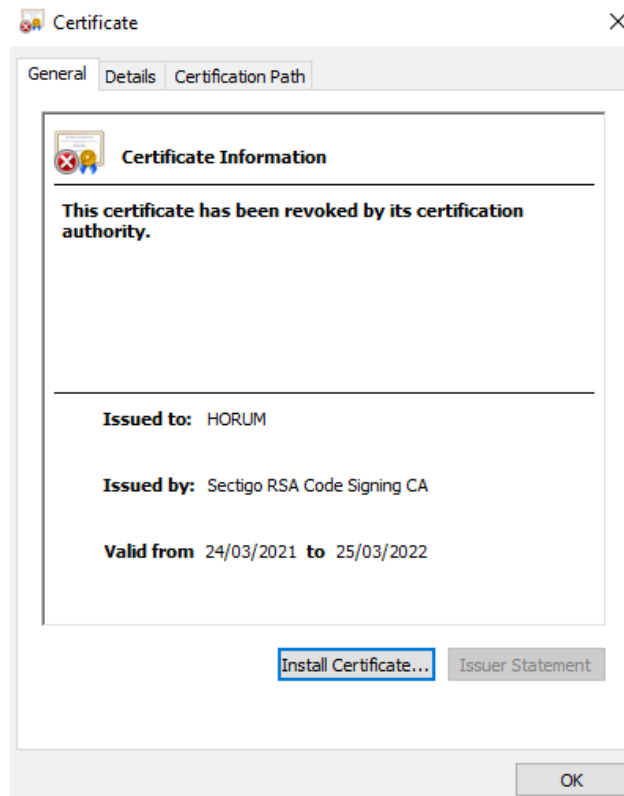 Certificate
General Details Certification Path
Certificate Information
This certificate has been revoked by its certification
authority.
Issued to: HORUM
Issued by: Sectigo RSA Code Signing CA
Valid from 24/03/2021 to 25/03/2022
Install Certificate... Issuer Statement
OK